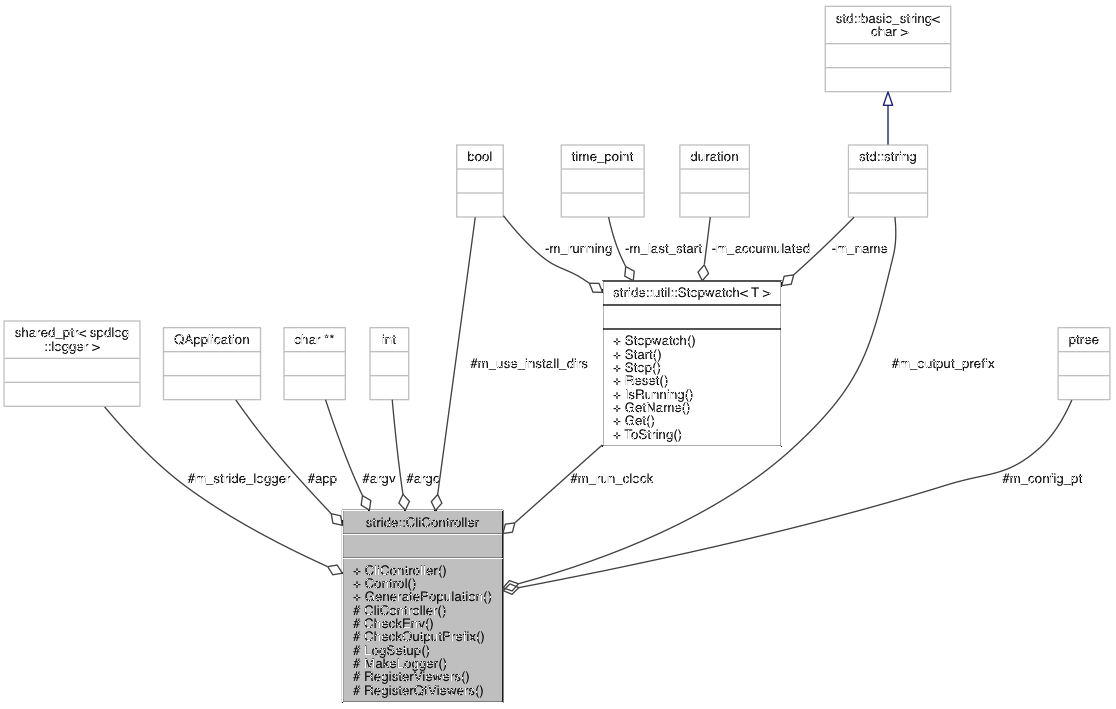 std::basic_string<
char >
bool
time_point
duration
std::string
-m_running
-m_last_start
-m_accumulated
-m_name
stride::util::Stopwatch< T >
+ Stopwatch()
+ Start()
+ Stop()
+ Reset()
+ IsRunning()
+ GetName()
+ Get()
+ ToString()
shared_ptr< spdlog
::logger >
QApplication
char **
int
ptree
#m_use_install_dirs
#m_output_prefix
#m_stride_logger
#app
#argv
#argc
#m_run_clock
#m_config_pt
stride::CliController
+ CliController()
+ Control()
+ GeneratePopulation()
# CliController()
# CheckEnv()
# CheckOutputPrefix()
# LogSetup()
# MakeLogger()
# RegisterViewers()
# RegisterQtViewers()